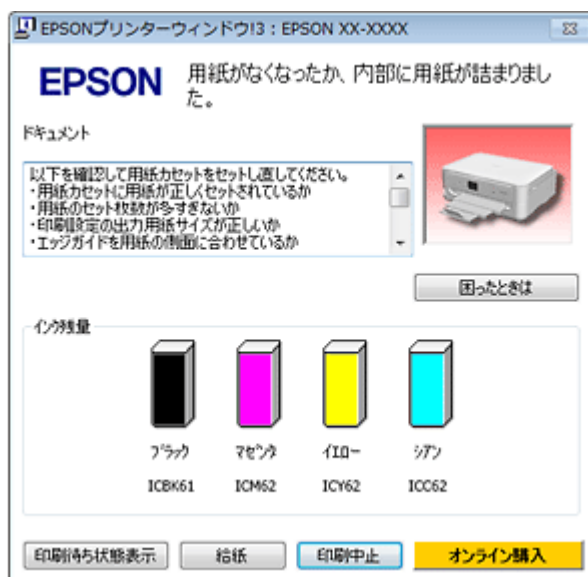 EPSONプリンターウィンドウ!3 : EPSON XX-XXXX
EPSON
用紙がなくなったか、内部に用紙が詰まりまし
た。
ドキュメント
以下を確認して用紙カセットをセットし直してください。
・用紙カセットに用紙が正しくセットされているか
・用紙のセット枚数が多すぎないか
・印刷設定の出力用紙サイズが正しいか
・エッジガイドを用紙の側面に合わせているか
困ったときは
インク残量
ブラック マゼンタ イエロー シアン
ICBK61 ICM62 ICY62 ICC62
印刷待ち状態表示 給紙 印刷中止 オンライン購入